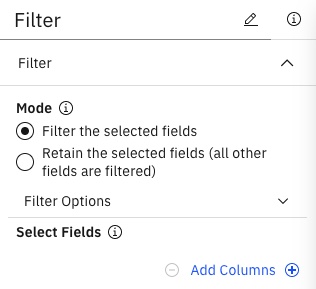 Filter
Filter
Mode
Filter the selected fields
Retain the selected fields (all other
fields are filtered)
Filter Options
Select Fields
Add Columns